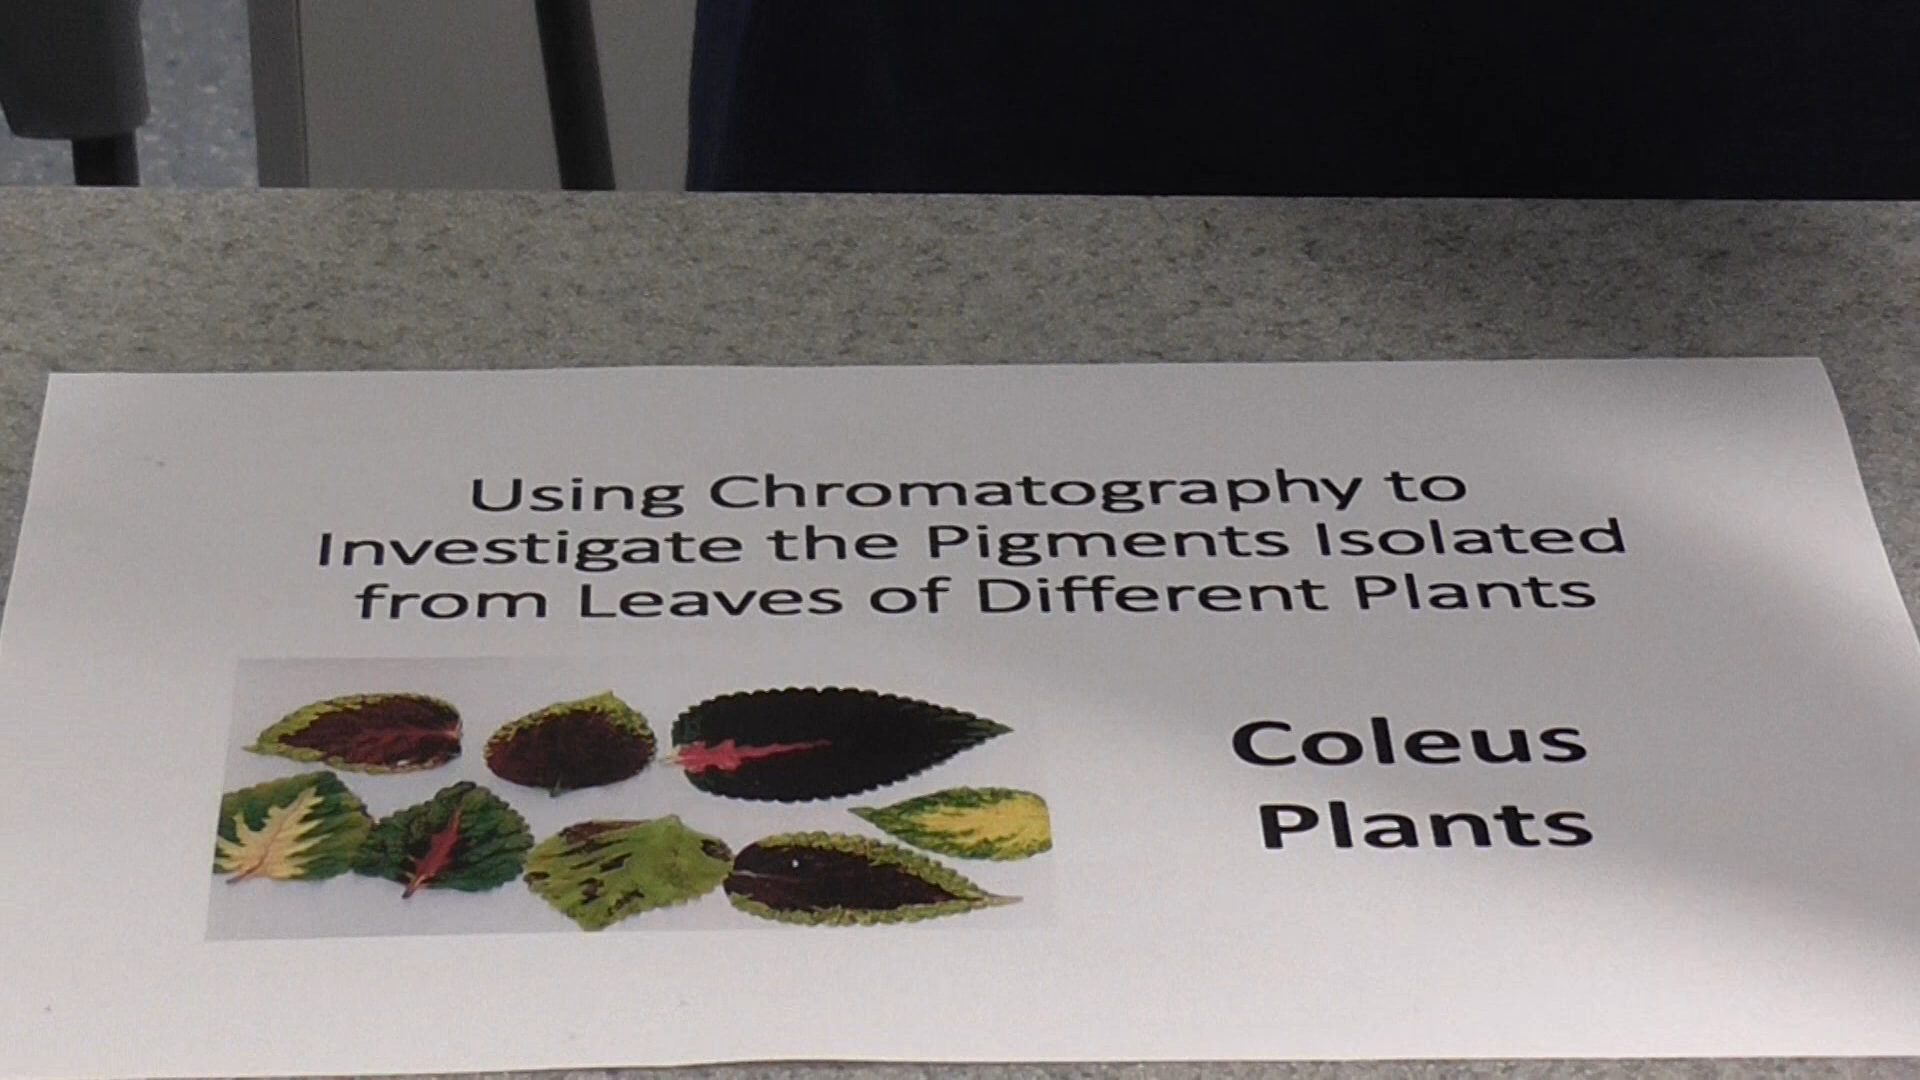 Using Chromatography to
Investigate the Pigments Isolated
from Leaves of Different Plants
Coleus
Plants